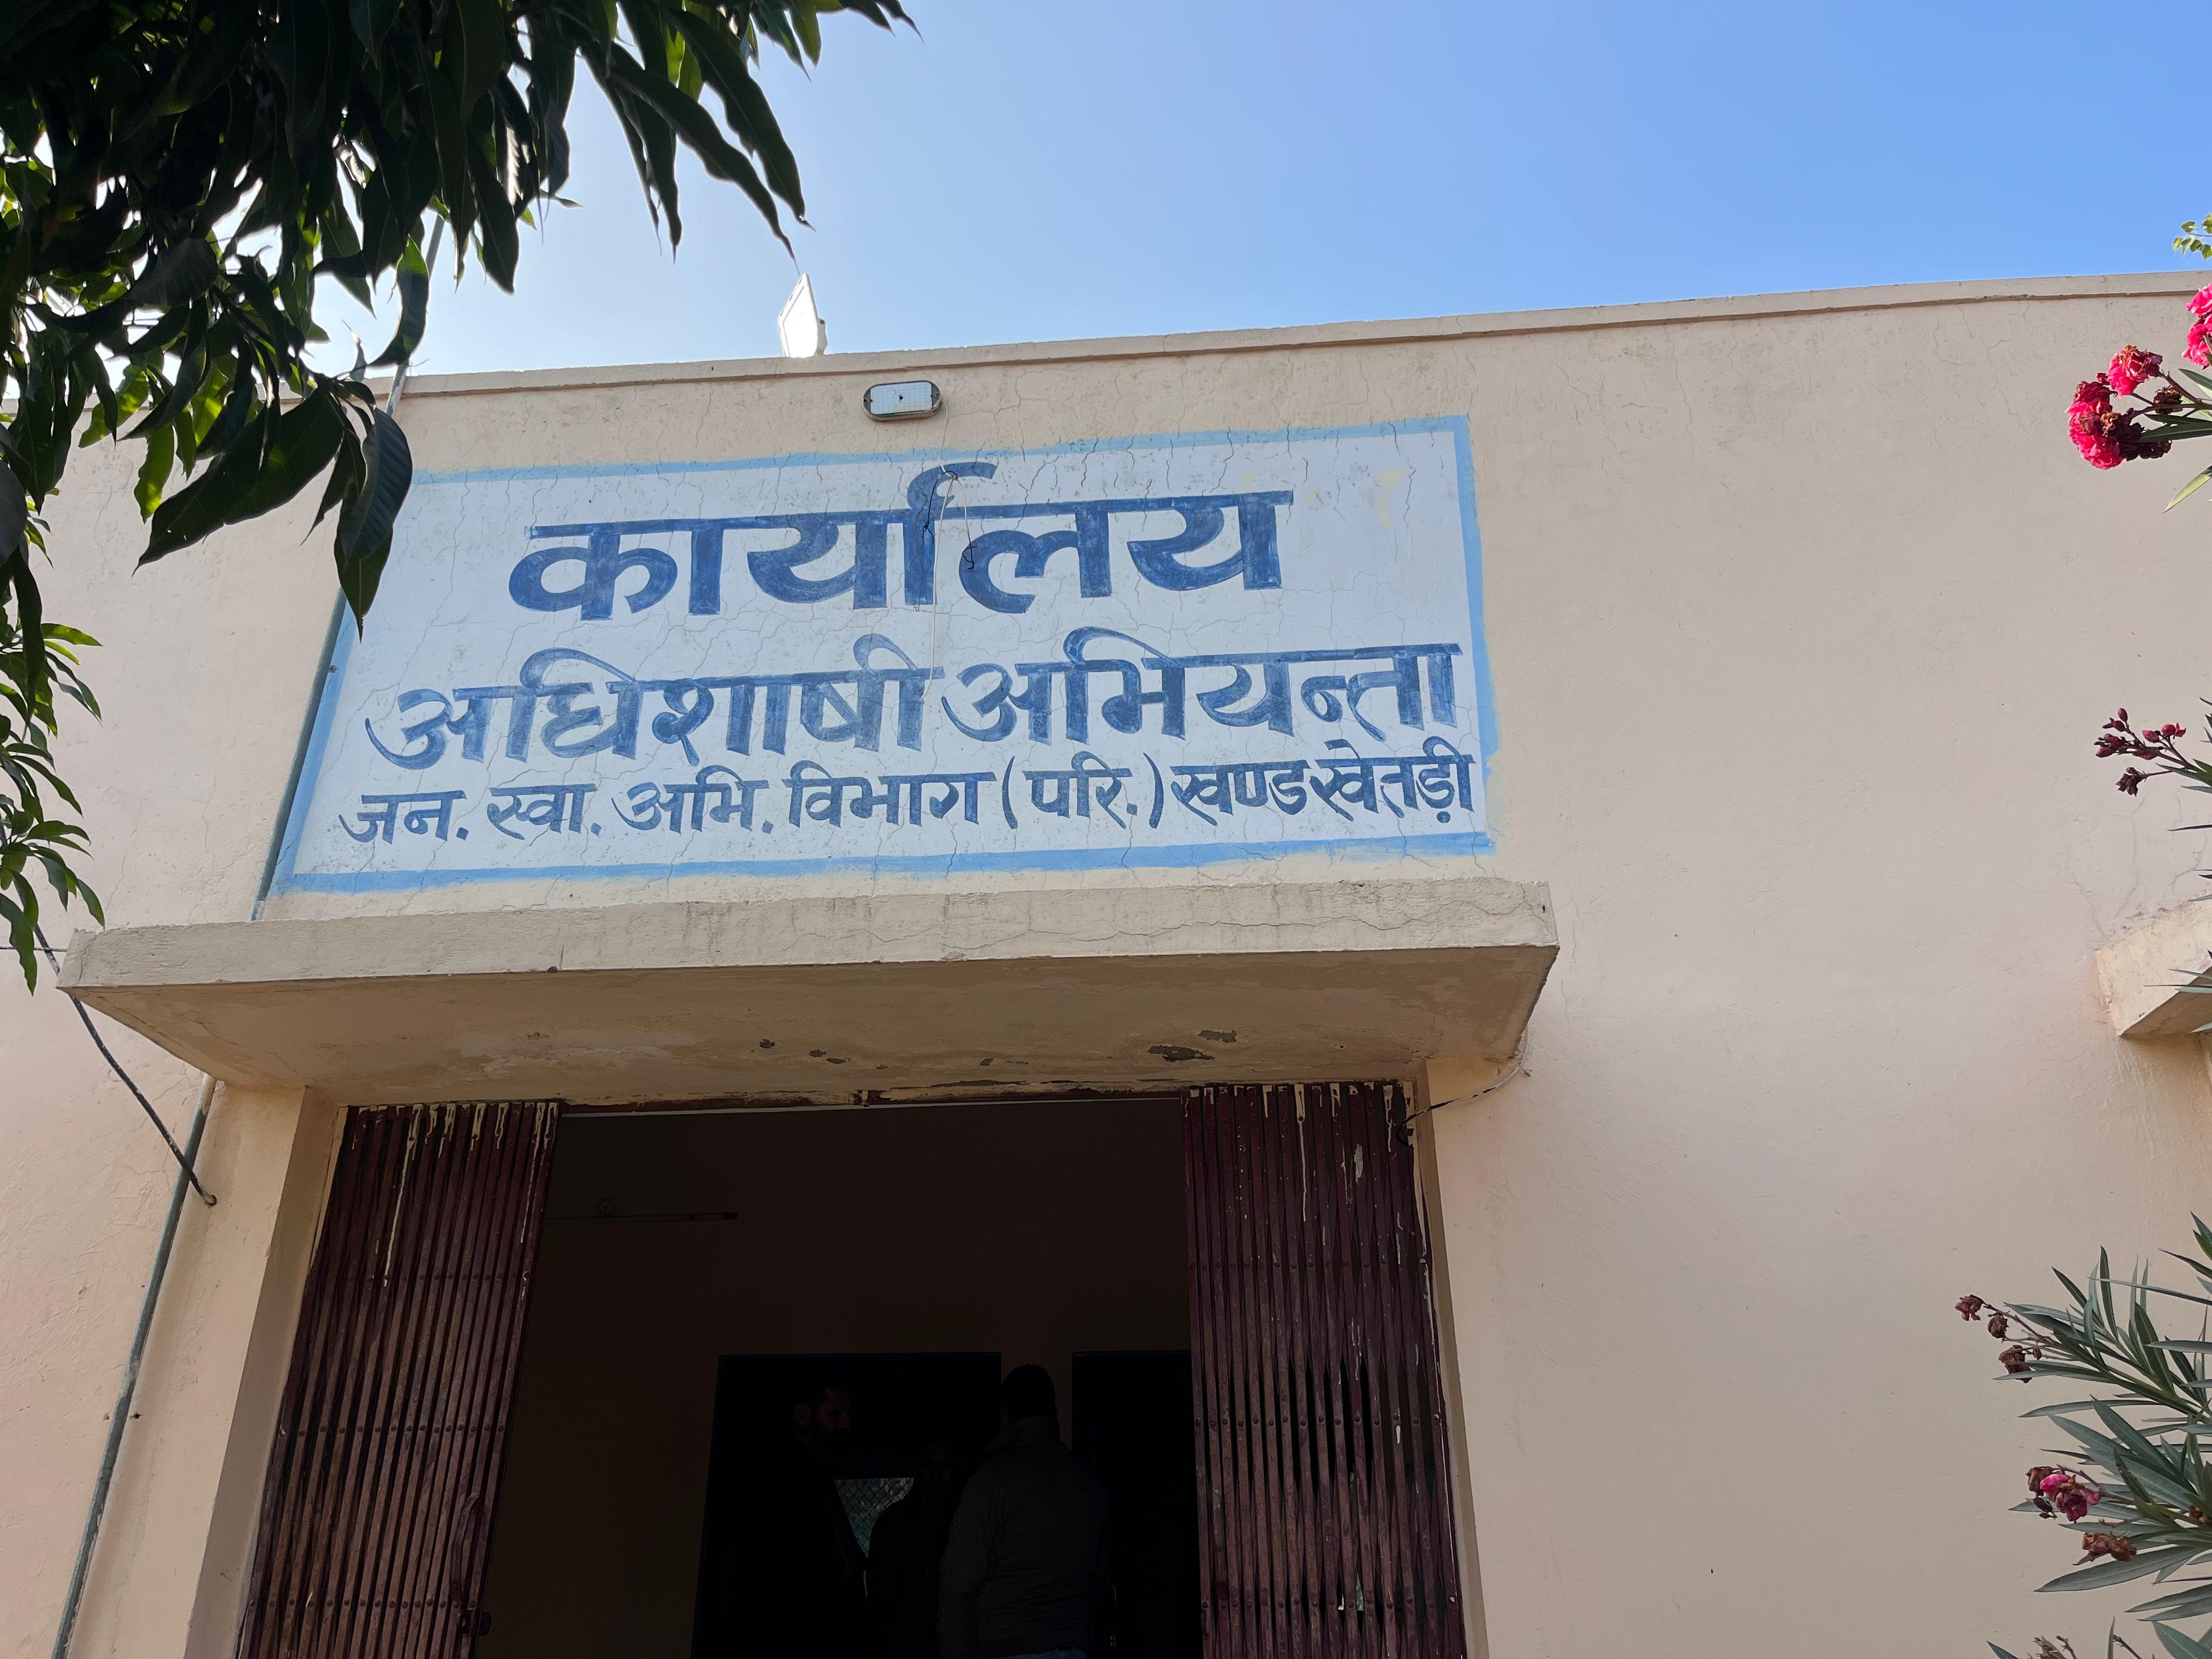 कार्यालय
अधिशाषी अभियन्ता
जन. स्वा. अभि. विभाग (परि.) खण्ड खेतड़ी